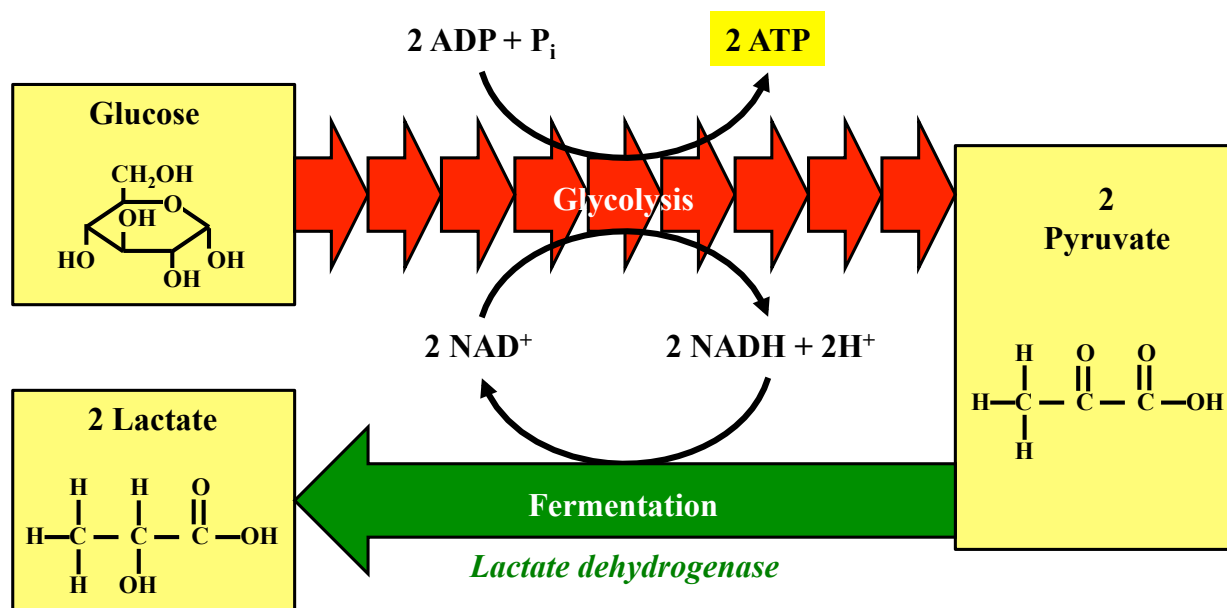 2 ADP + Pi
2 ATP
Glucose
CH2OH
O
OH
HO
OH
OH
Glycolysis
2
Pyruvate
2 NAD+
2 NADH + 2H+
H O O
H C C C OH
H
2 Lactate
H H O
H C C C OH
H OH
Fermentation
Lactate dehydrogenase